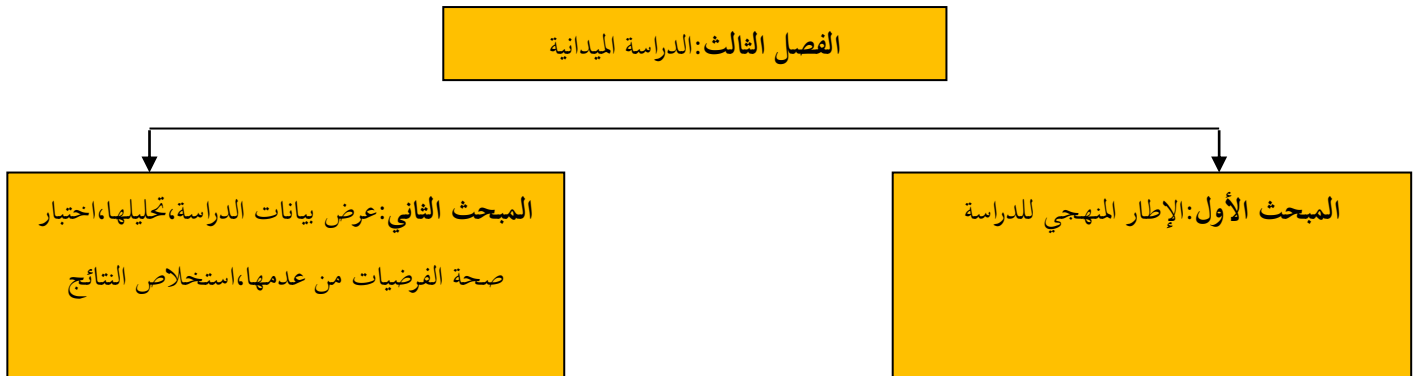 الفصل الثالث:الدراسة الميدانية
المبحث الأول:الإطار المنهجي للدراسة
المبحث الثاني:عرض بيانات الدراسة،تحليلها،اختبار
صحة الفرضيات من عدمها،استخلاص النتائج